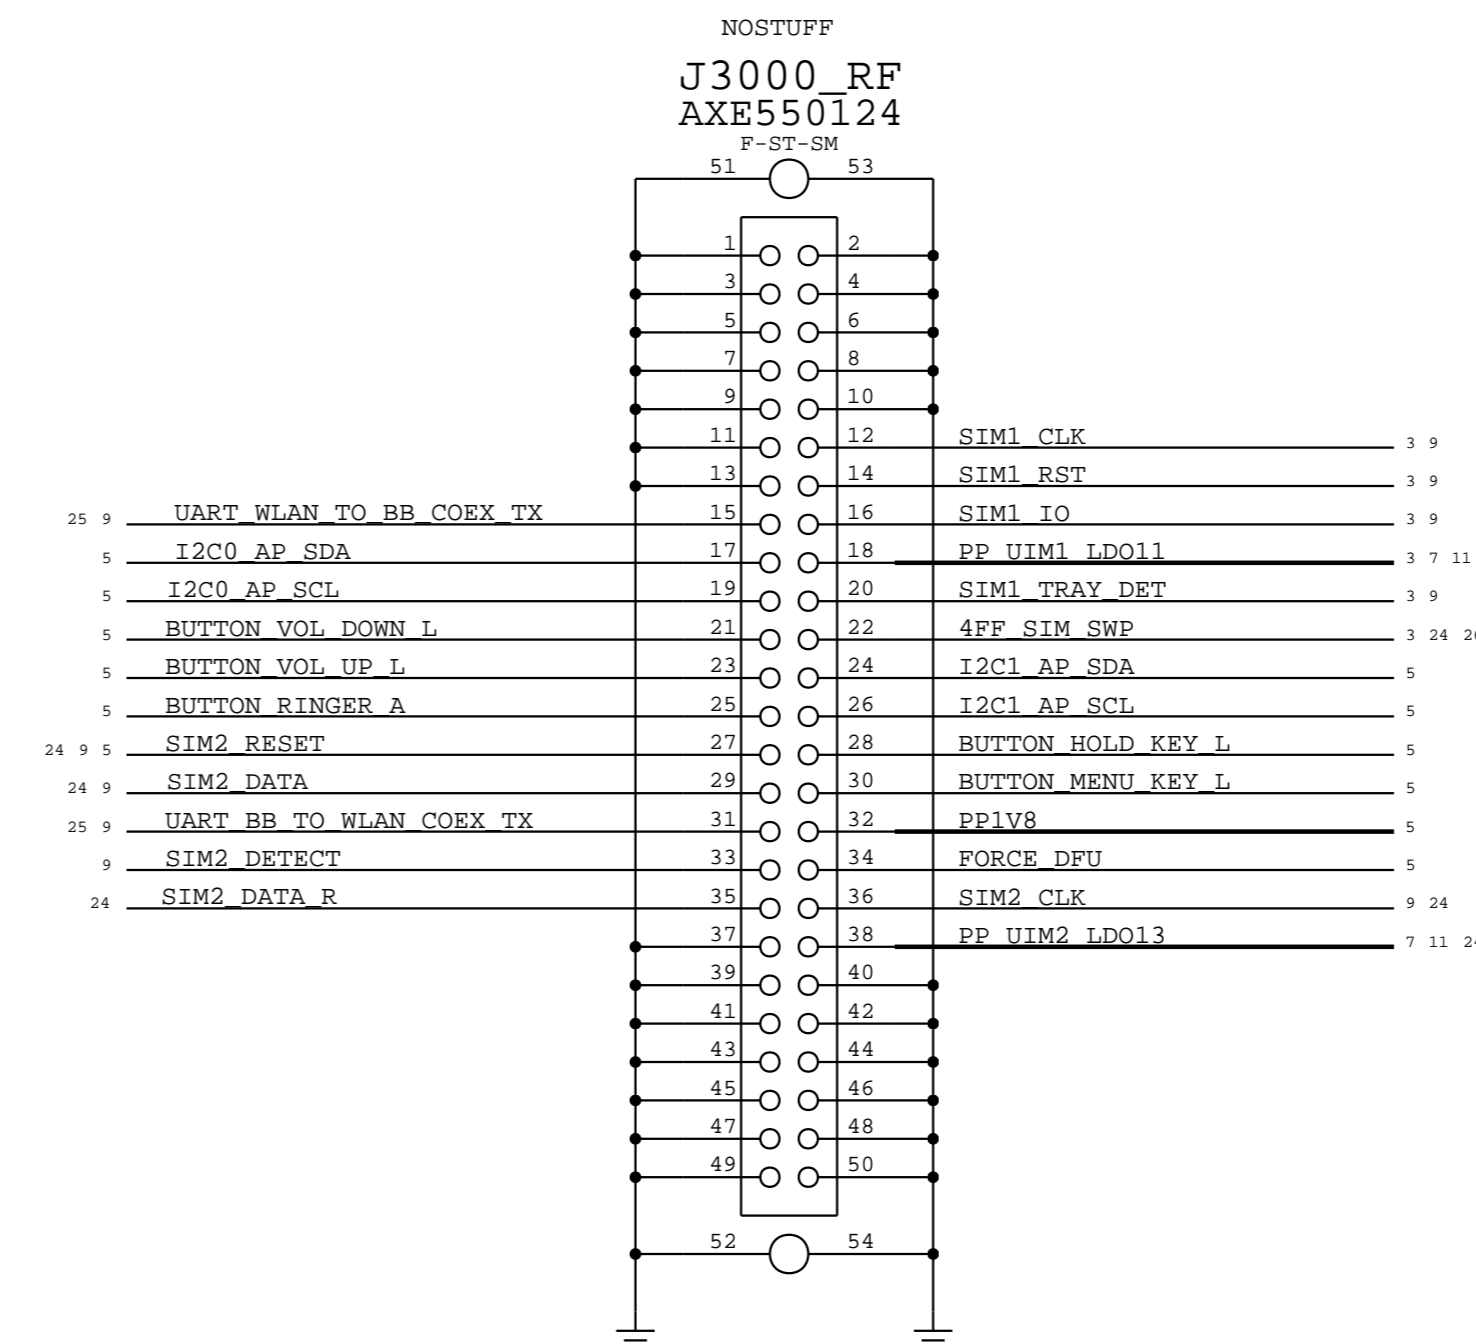 NOSTUFF
J3000_RF
AXE550124
F-ST-SM
51 53
1 2
3 4
5 6
7 8
9 10
11 12 SIM1_CLK 3 9
13 14 SIM1_RST 3 9
25 9 UART_WLAN_TO_BB_COEX_TX 15 16 SIM1_IO 3 9
5 I2C0_AP_SDA 17 18 PP_UIM1_LDO11 3 7 11
5 I2C0_AP_SCL 19 20 SIM1_TRAY_DET 3 9
5 BUTTON_VOL_DOWN_L 21 22 4FF_SIM_SWP 3 24
5 BUTTON_VOL_UP_L 23 24 I2C1_AP_SDA 5
5 BUTTON_RINGER_A 25 26 I2C1_AP_SCL 5
24 9 5 SIM2_RESET 27 28 BUTTON_HOLD_KEY_L 5
24 9 SIM2_DATA 29 30 BUTTON_MENU_KEY_L 5
25 9 UART_BB_TO_WLAN_COEX_TX 31 32 PP1V8 5
9 SIM2_DETECT 33 34 FORCE_DFU 5
24 SIM2_DATA_R 35 36 SIM2_CLK 9 24
37 38 PP_UIM2_LDO13 7 11
39 40
41 42
43 44
45 46
47 48
49 50
52 54